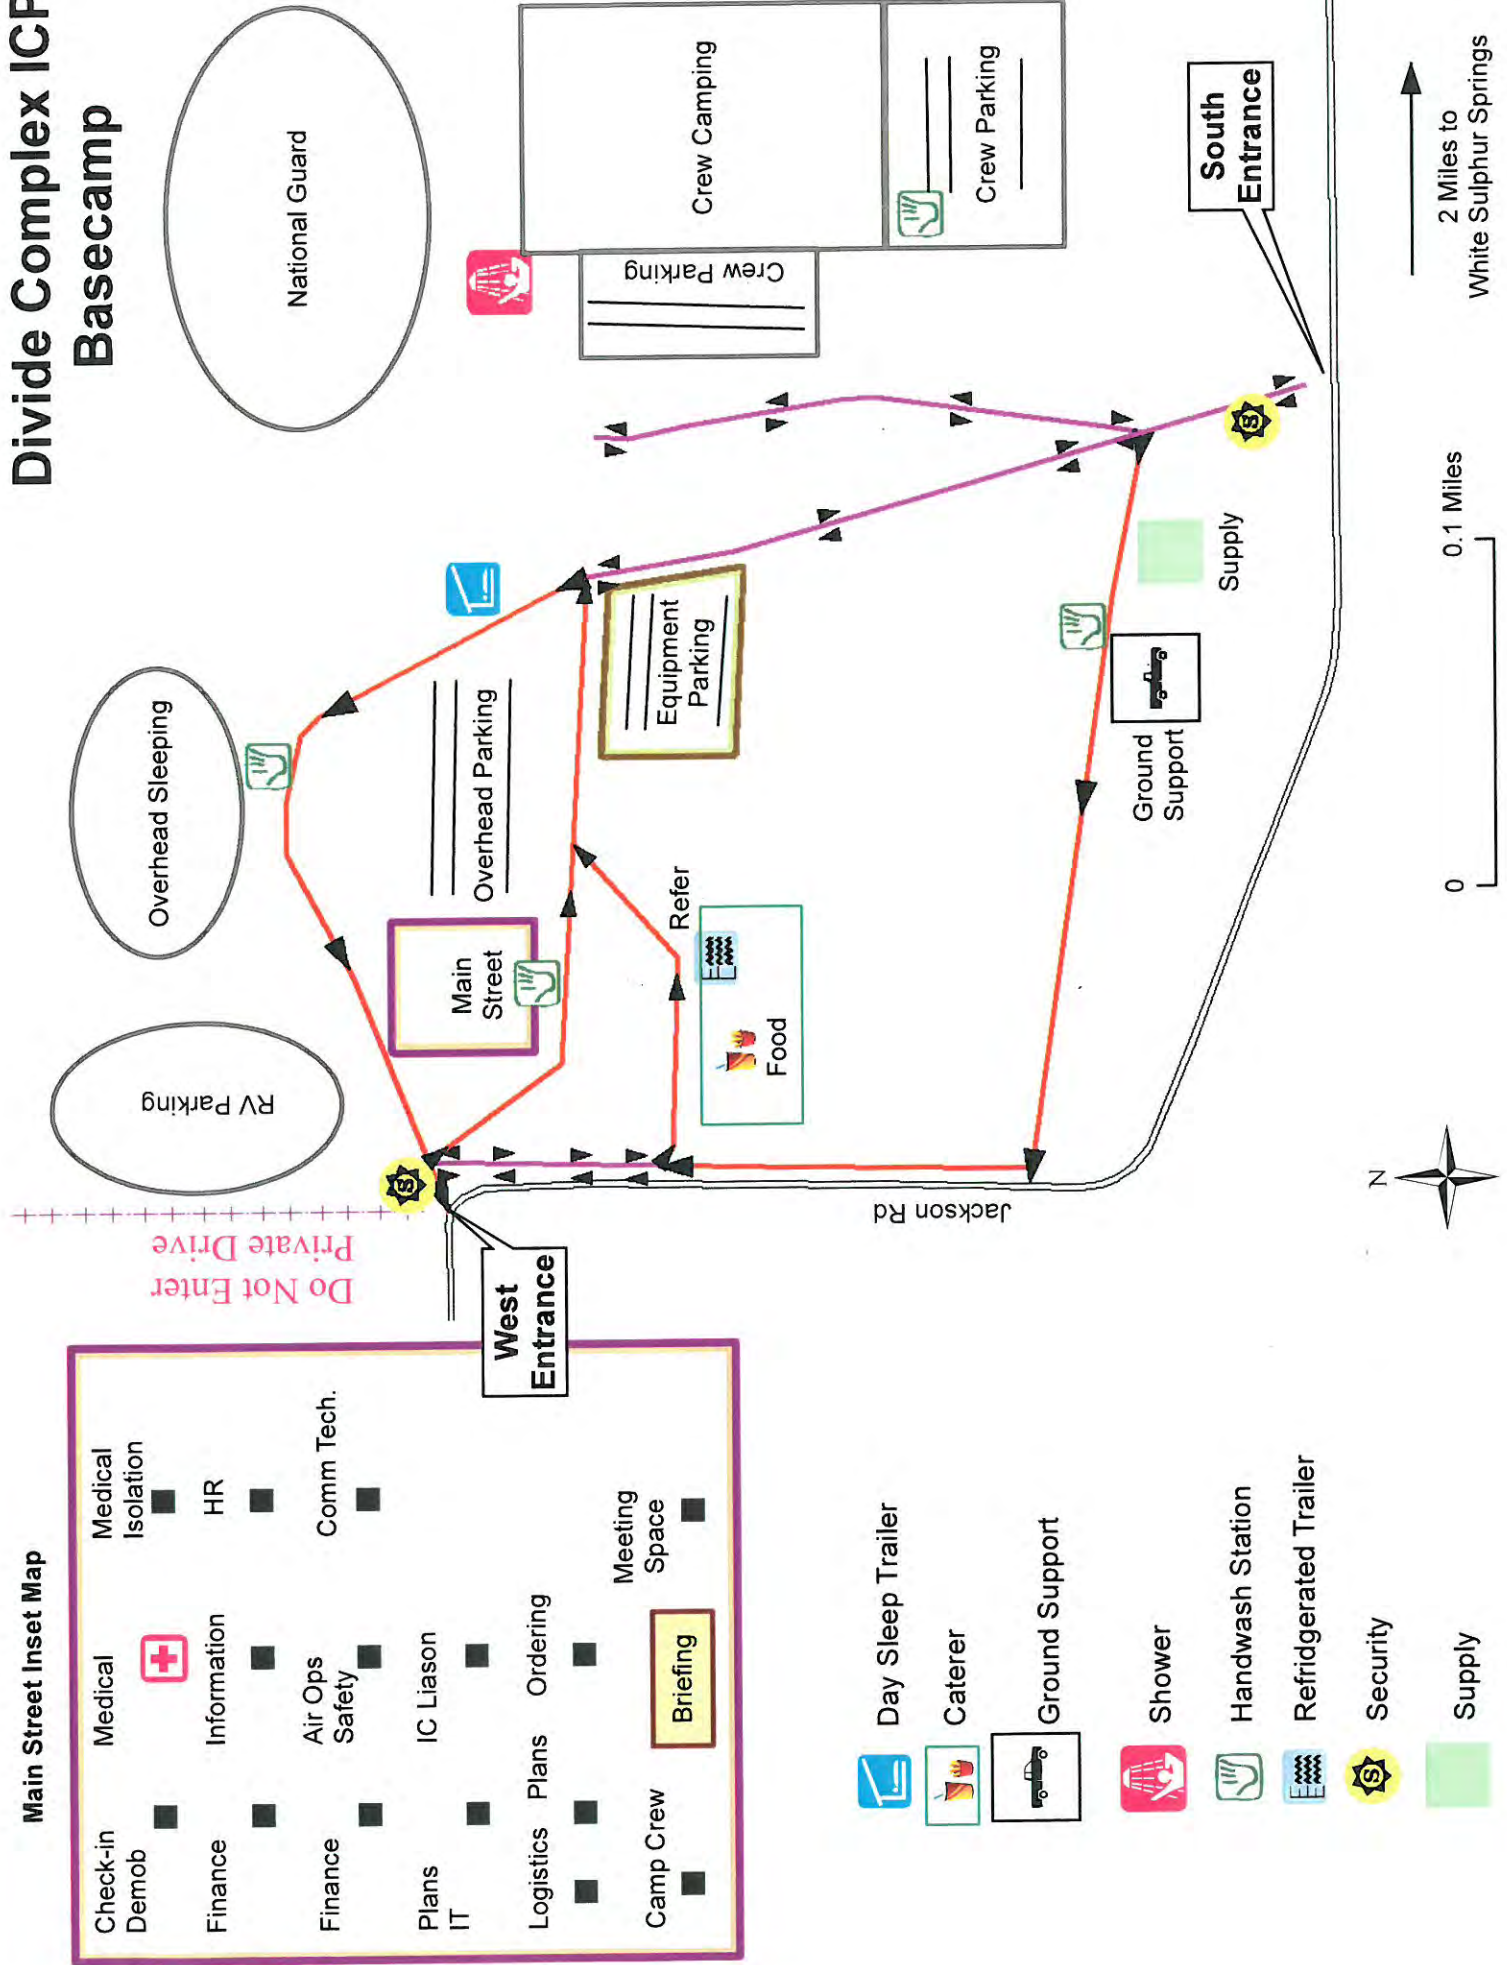 Divide Complex ICP
Basecamp
Main Street Inset Map
Check-in
Demob
Medical
Medical
Isolation
Finance
Information
HR
Finance
Air Ops
Safety
Comm Tech.
Plans
IT
IC Liason
Logistics
Plans
Ordering
Camp Crew
Briefing
Meeting
Space
Do Not Enter
Private Drive
West
Entrance
RV Parking
Overhead Sleeping
National Guard
Main
Street
Overhead Parking
Equipment
Parking
Refer
Food
Crew Parking
Crew Camping
Crew Parking
Jackson Rd
Ground
Support
Supply
South
Entrance
S
S
Day Sleep Trailer
Caterer
Ground Support
Shower
Handwash Station
Refridgerated Trailer
S
Security
Supply
N
0
0.1 Miles
2 Miles to
White Sulphur Springs